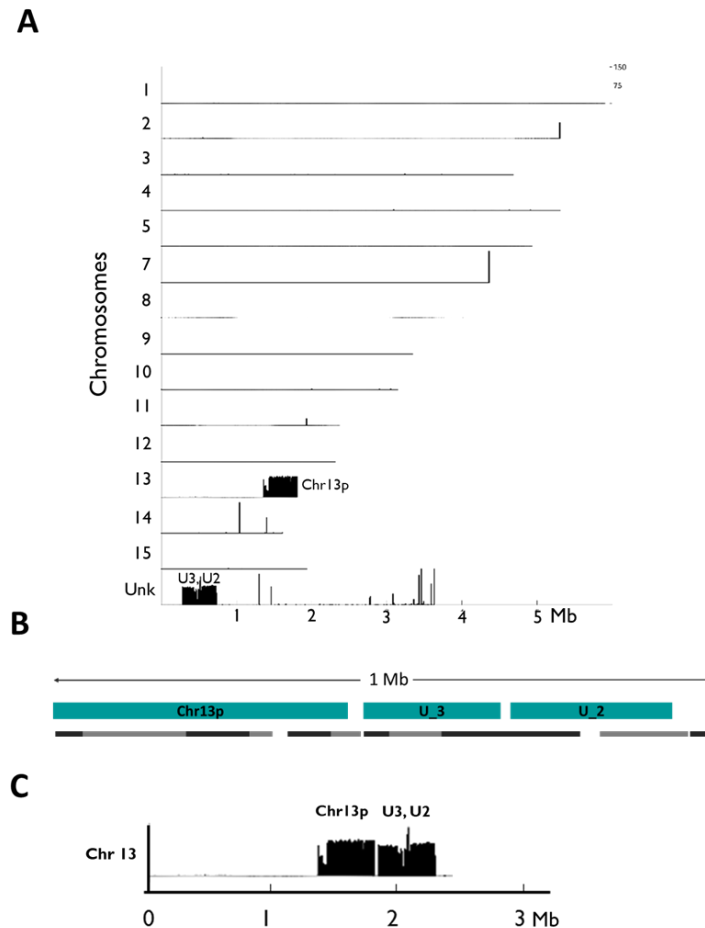 A
- 150
75
Chromosomes
1
2
3
4
5
7
8
9
10
11
12
13
Chr13p
14
15
U3, U2
Unk
1 2 3 4 5 Mb
B
1 Mb
Chr13p U_3 U_2
C
Chr13p U3, U2
Chr 13
0 1 2 3 Mb